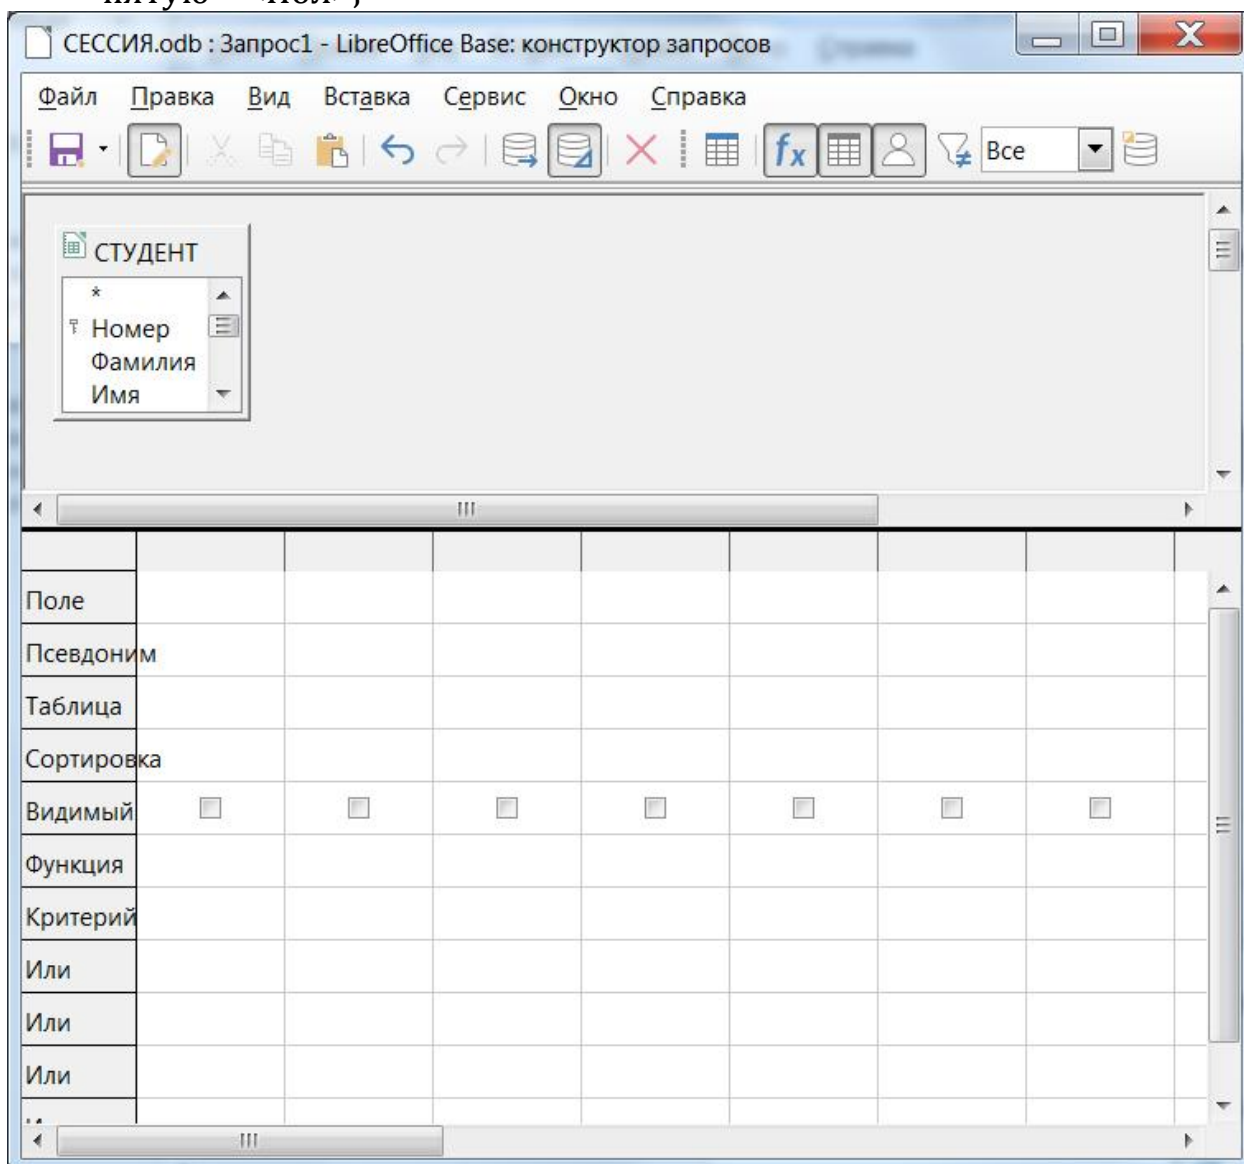 СЕССИЯ.odb : Запрос1 - LibreOffice Base: конструктор запросов
Файл Правка Вид Вставка Сервис Окно Справка
fx Все
СТУДЕНТ
*
Номер
Фамилия
Имя
Поле
Псевдоним
Таблица
Сортировка
Видимый
Функция
Критерий
Или
Или
Или